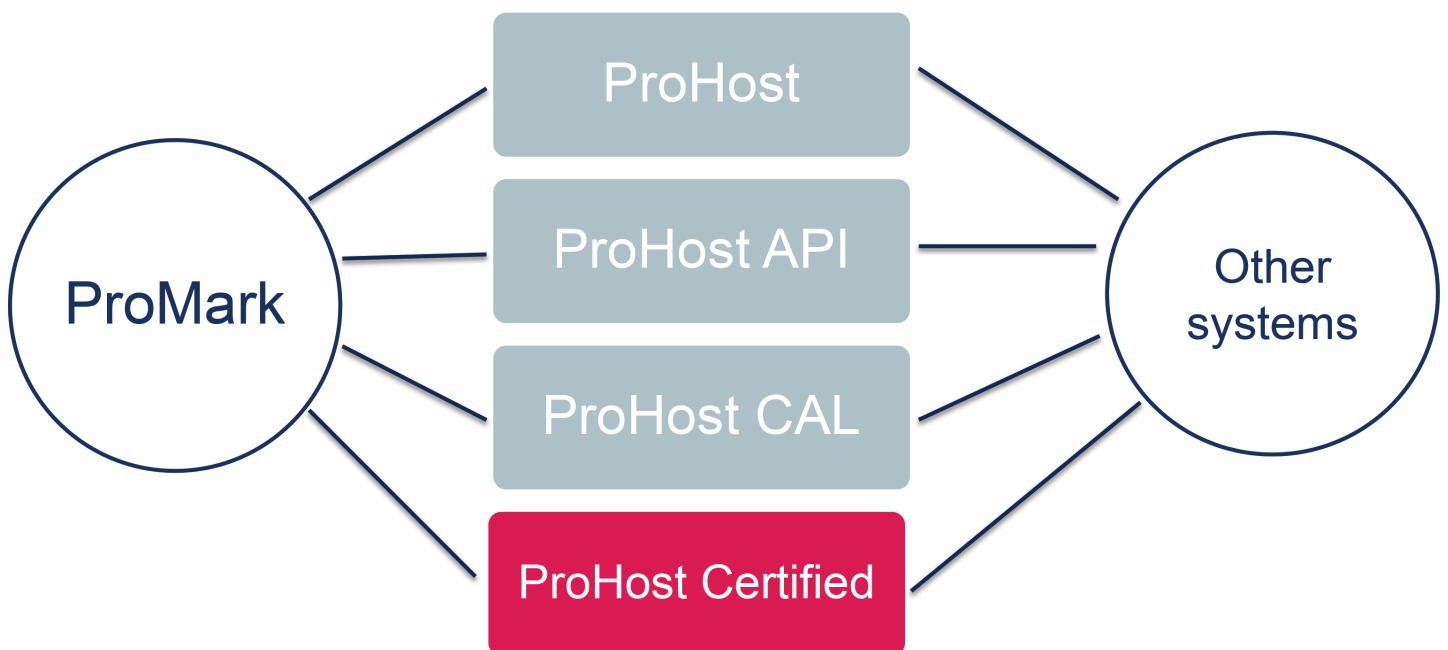 ProHost
ProHost API
ProMark
Other
systems
ProHost CAL
ProHost Certified